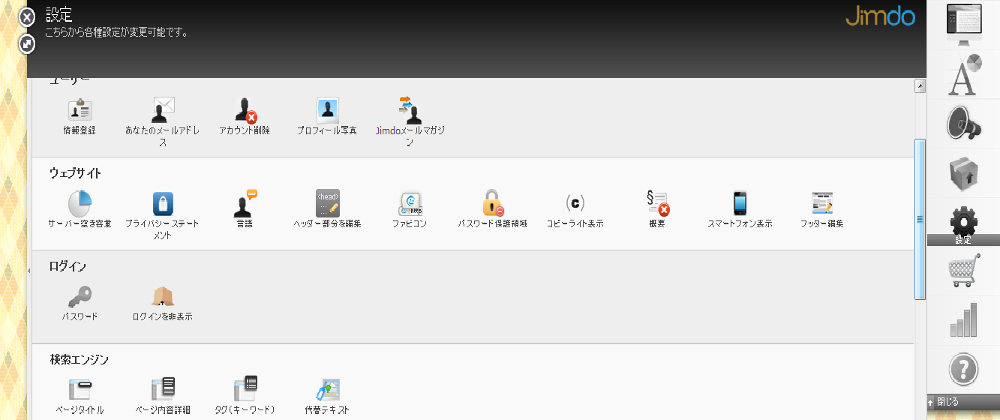 設定
こちらから各種設定が変更可能です。
Jimdo
ユーザー
情報登録
あなたのメールアドレ
ス
アカウント削除
プロフィール写真
Jimdoメールマガジ
ン
ウェブサイト
サーバー空き容量
プライバシーステート
メント
言語
<head>
ヘッダー部分を編集
http
ファビコン
パスワード保護領域
(c)
コピーライト表示
§
概要
スマートフォン表示
フッター編集
ログイン
パスワード
ログインを非表示
検索エンジン
ページタイトル
ページ内容詳細
タグ(キーワード)
代替テキスト
A
設定
?
閉じる